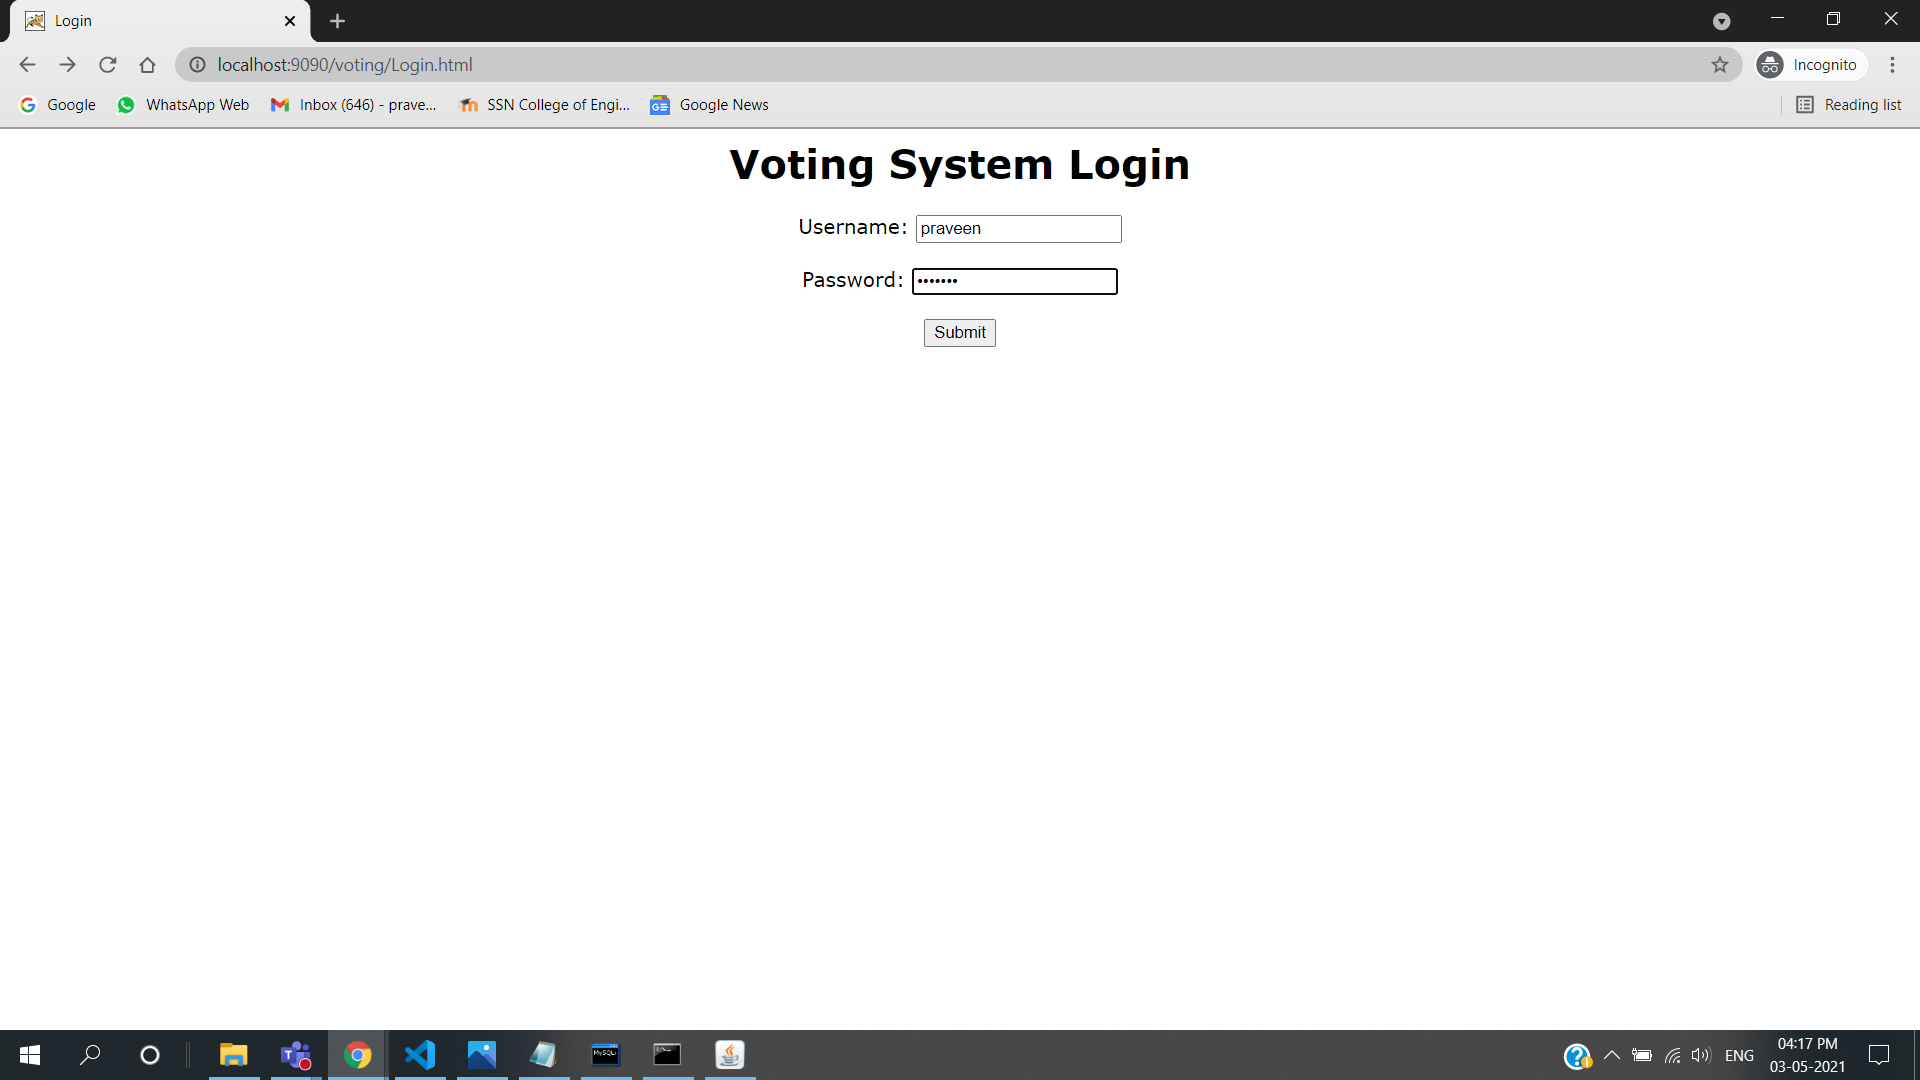 Login
localhost:9090/voting/Login.html
Incognito
Google
WhatsApp Web
Inbox (646) - prave...
SSN College of Engi...
Google News
Reading list
Voting System Login
Username: praveen
Password: •••••••
Submit
ENG
04:17 PM
03-05-2021